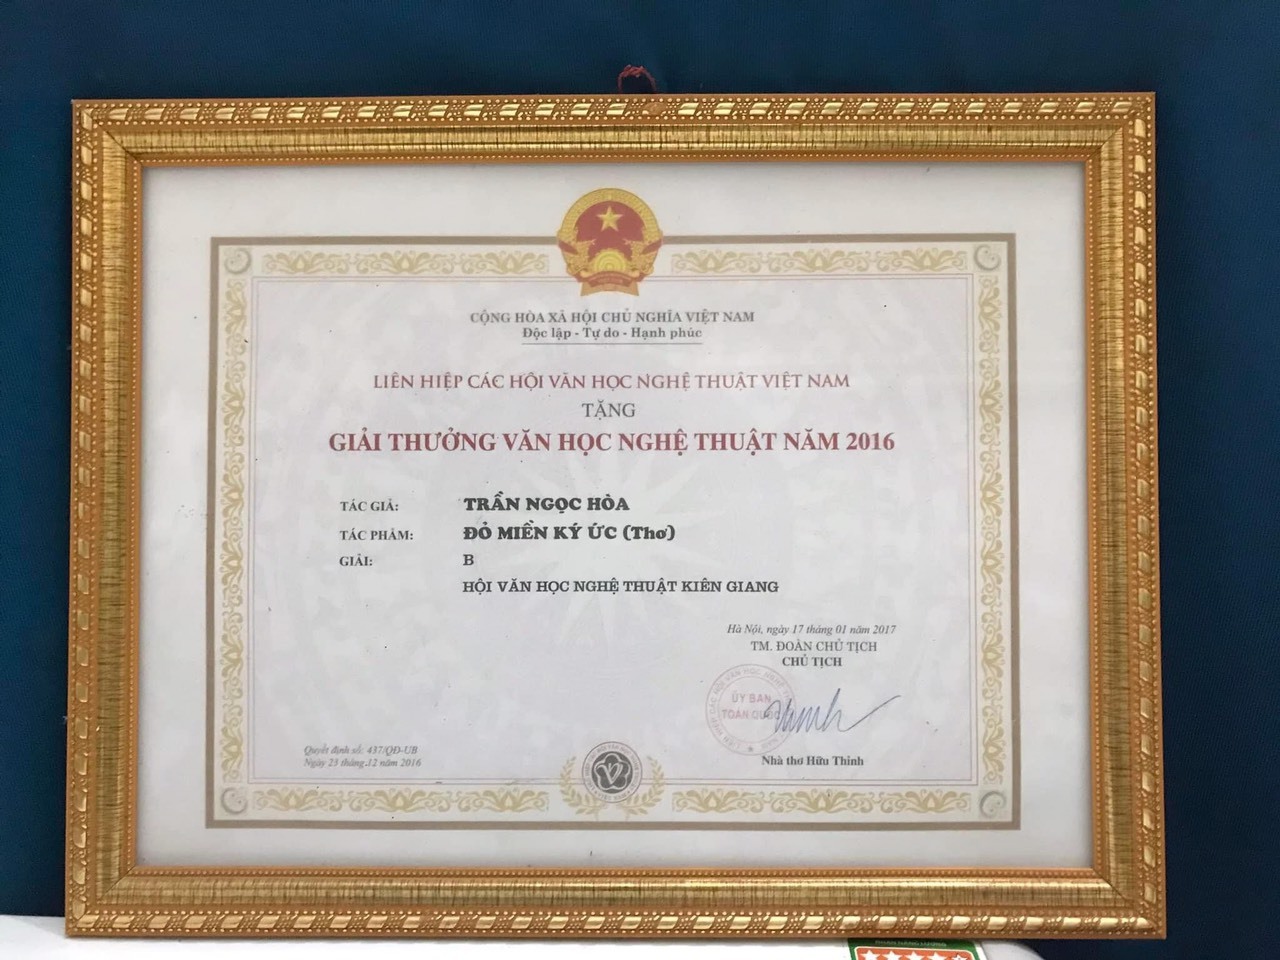 CỘNG HÒA XÃ HỘI CHỦ NGHĨA VIỆT NAM
Độc lập - Tự do - Hạnh phúc
LIÊN HIỆP CÁC HỘI VĂN HỌC NGHỆ THUẬT VIỆT NAM
TẶNG
GIẢI THƯỞNG VĂN HỌC NGHỆ THUẬT NĂM 2016
TÁC GIẢ: TRẦN NGỌC HÒA
TÁC PHẨM: ĐỎ MIỀN KÝ ỨC (Thơ)
GIẢI: B
HỘI VĂN HỌC NGHỆ THUẬT KIÊN GIANG
Hà Nội, ngày 17 tháng 01 năm 2017
TM. ĐOÀN CHỦ TỊCH
CHỦ TỊCH
ỦY BAN
TOÀN QUỐC
Nhà thơ Hữu Thỉnh
Quyết định số: 437/QĐ-UB
Ngày 23 tháng 12 năm 2016